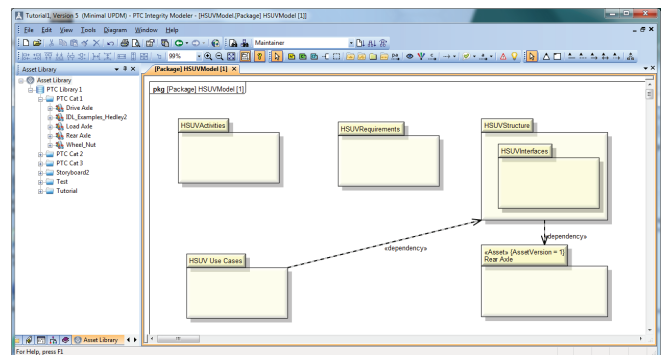 Tutorial1, Version 5 (Minimal UPDM) - PTC Integrity Modeler - [HSUVModel.[Package] HSUVModel [1]]
File Edit View Tools Diagram Window Project Help
Maintainer
99%
Asset Library
[Package] HSUVModel [1]
Asset Library
PTC Library 1
PTC Cat 1
Drive Axle
IDL_Examples_Hedley2
Load Axle
Rear Axle
Wheel_Nut
PTC Cat 2
PTC Cat 3
Storyboard2
Test
Tutorial
pkg [Package] HSUVModel [1]
HSUVActivities
HSUVRequirements
HSUVStructure
HSUVInterfaces
«dependency»
«dependency»
HSUV Use Cases
«Asset» {AssetVersion = 1}
Rear Axle
Asset Library
For Help, press F1